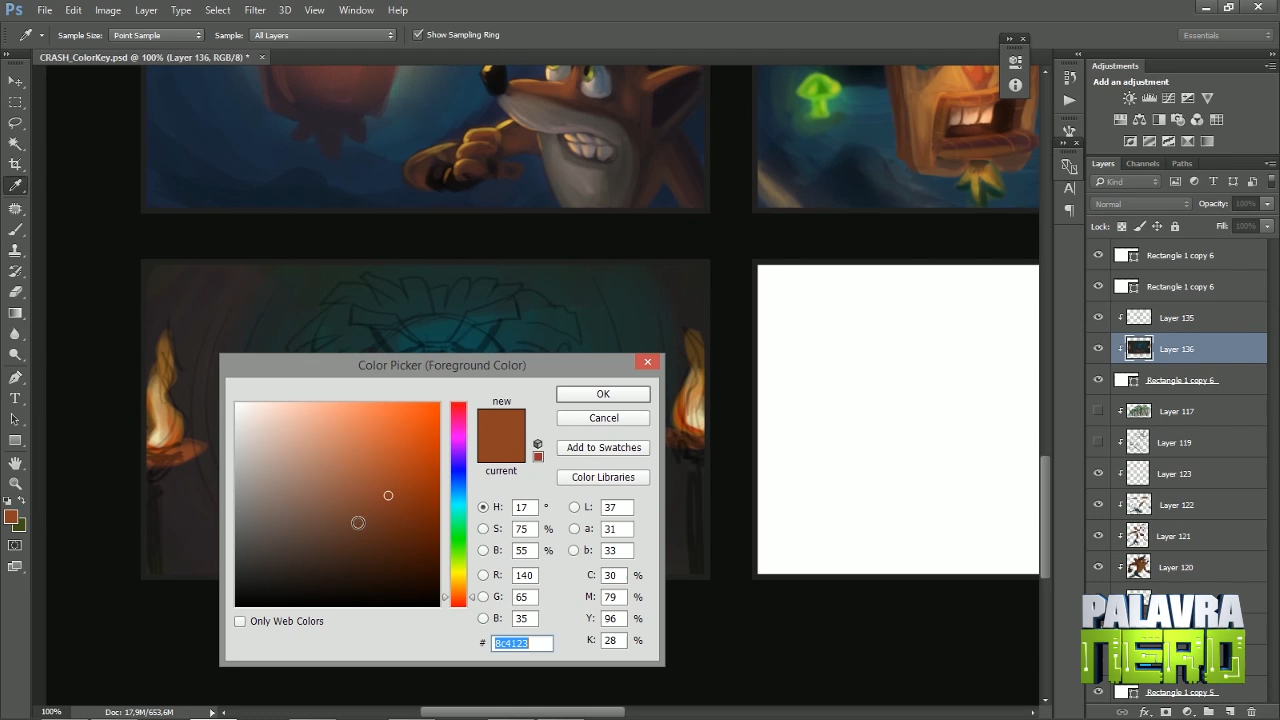 Ps File Edit Image Layer Type Select Filter 3D View Window Help
Sample Size: Point Sample Sample: All Layers Show Sampling Ring Essentials
CRASH_ColorKey.psd @ 100% (Layer 136, RGB/8) *
Adjustments
Add an adjustment
Layers Channels Paths
Kind
Normal Opacity: 100%
Lock: Fill: 100%
Rectangle 1 copy 6
Rectangle 1 copy 6
Layer 135
Layer 136
Rectangle 1 copy 6
Layer 117
Layer 119
Layer 123
Layer 122
Layer 121
Layer 120
Rectangle 1 copy 5
Color Picker (Foreground Color)
new
current
OK
Cancel
Add to Swatches
Color Libraries
H: 17 °
S: 75 %
B: 55 %
R: 140
G: 65
B: 35
# 8c4123
L: 37
a: 31
b: 33
C: 30 %
M: 79 %
Y: 96 %
K: 28 %
Only Web Colors
PALAVRA
NERD
100% Doc: 17,9M/653,6M